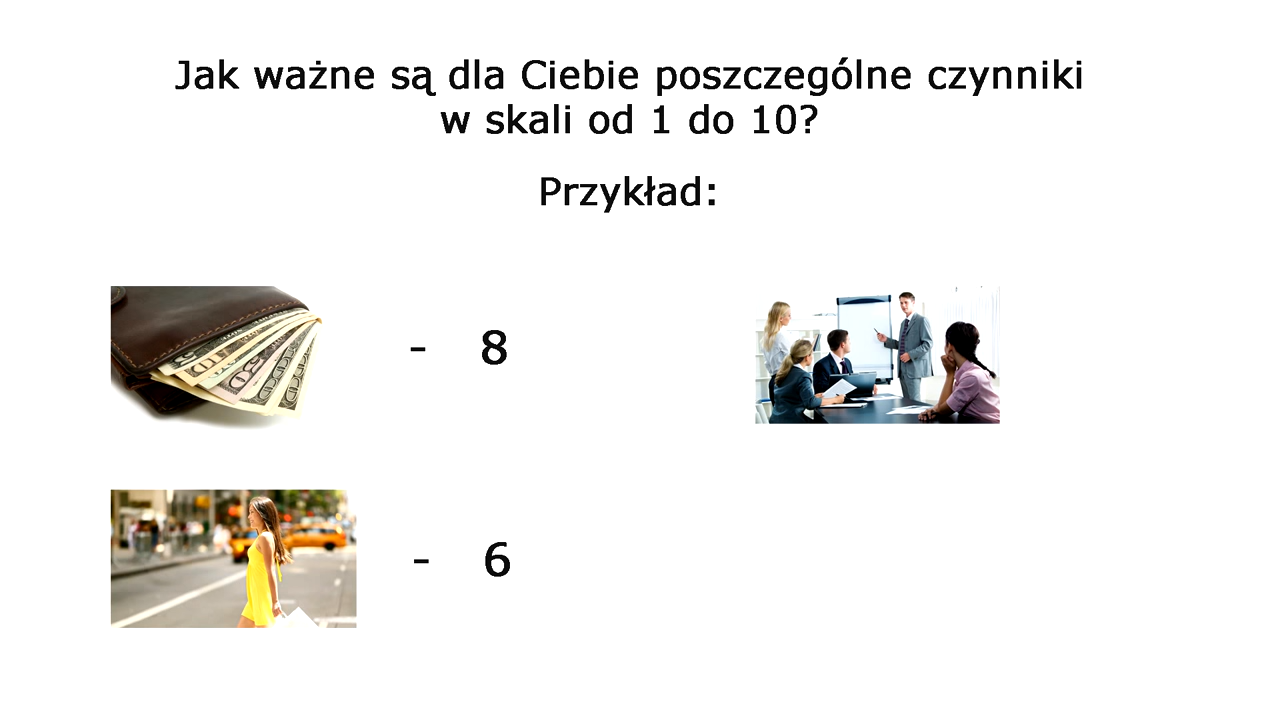 Jak ważne są dla Ciebie poszczególne czynniki
w skali od 1 do 10?
Przykład:
- 8
- 6